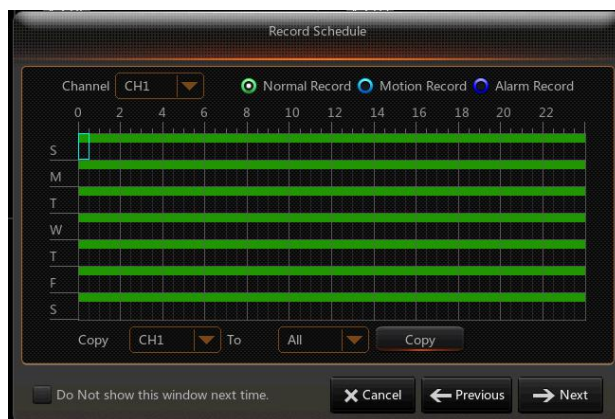 Record Schedule
Channel CH1 Normal Record Motion Record Alarm Record
0 2 4 6 8 10 12 14 16 18 20 22
S
M
T
W
T
F
S
Copy CH1 To All Copy
Do Not show this window next time. Cancel Previous Next